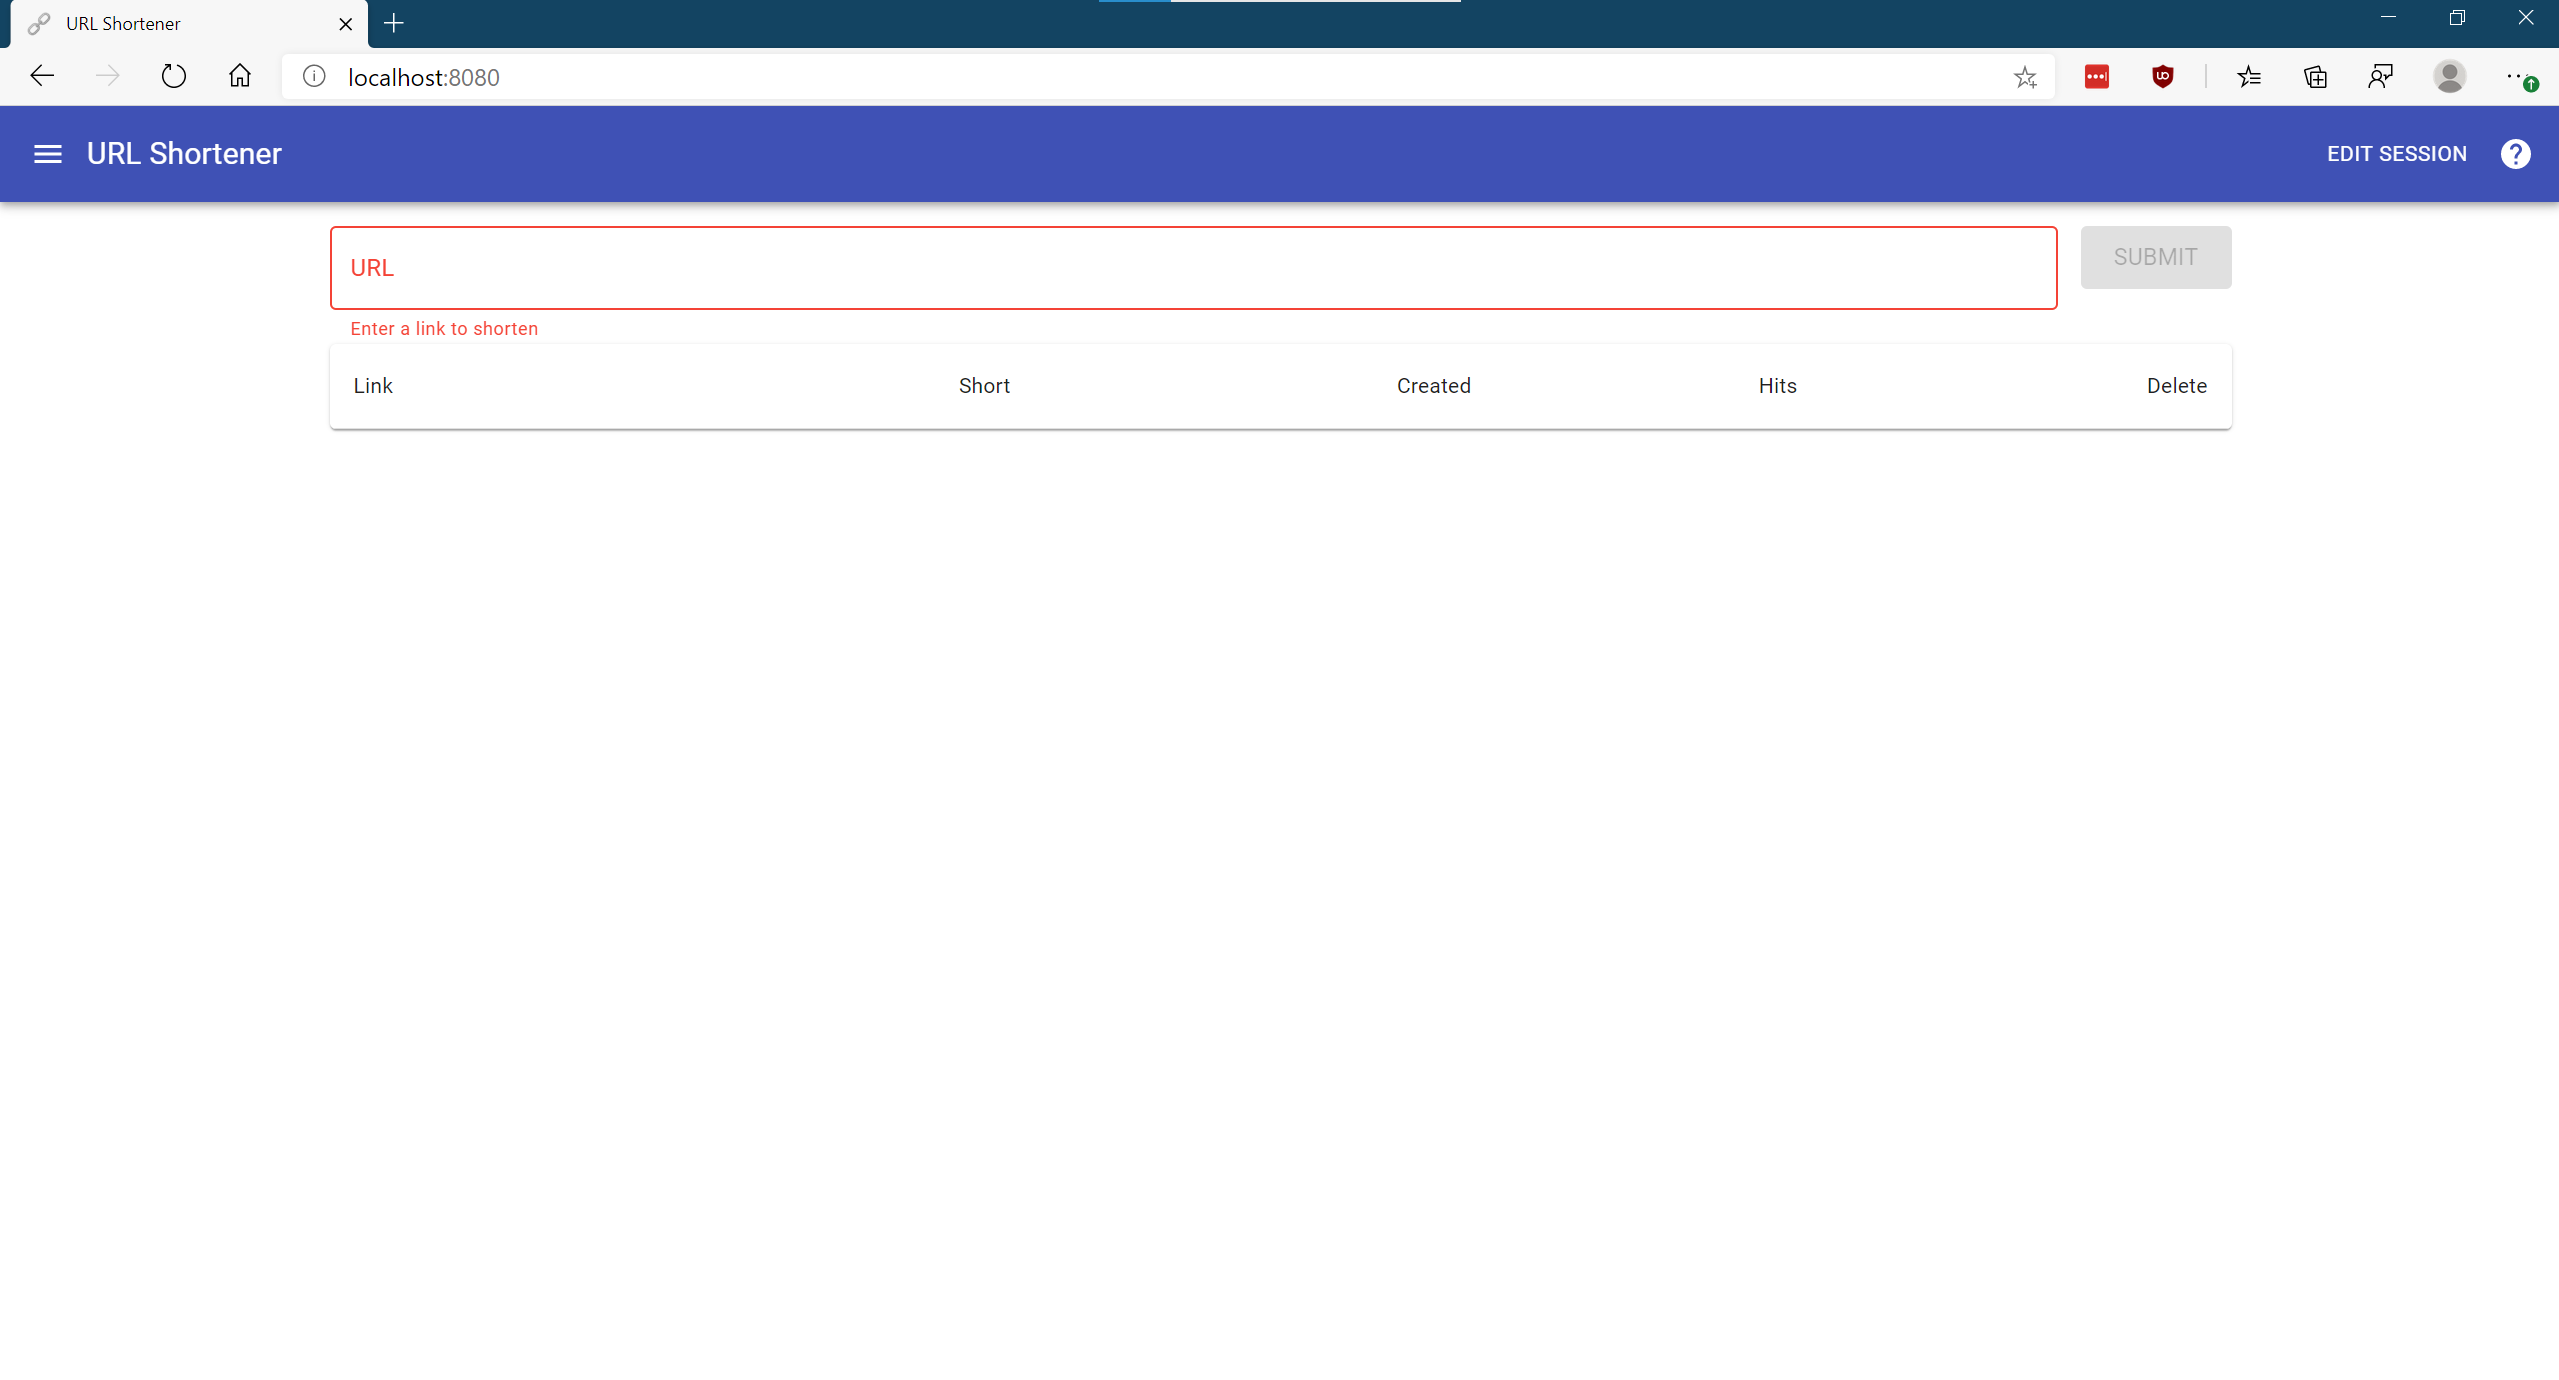 URL Shortener
localhost:8080
URL Shortener
EDIT SESSION
URL
SUBMIT
Enter a link to shorten
Link Short Created Hits Delete